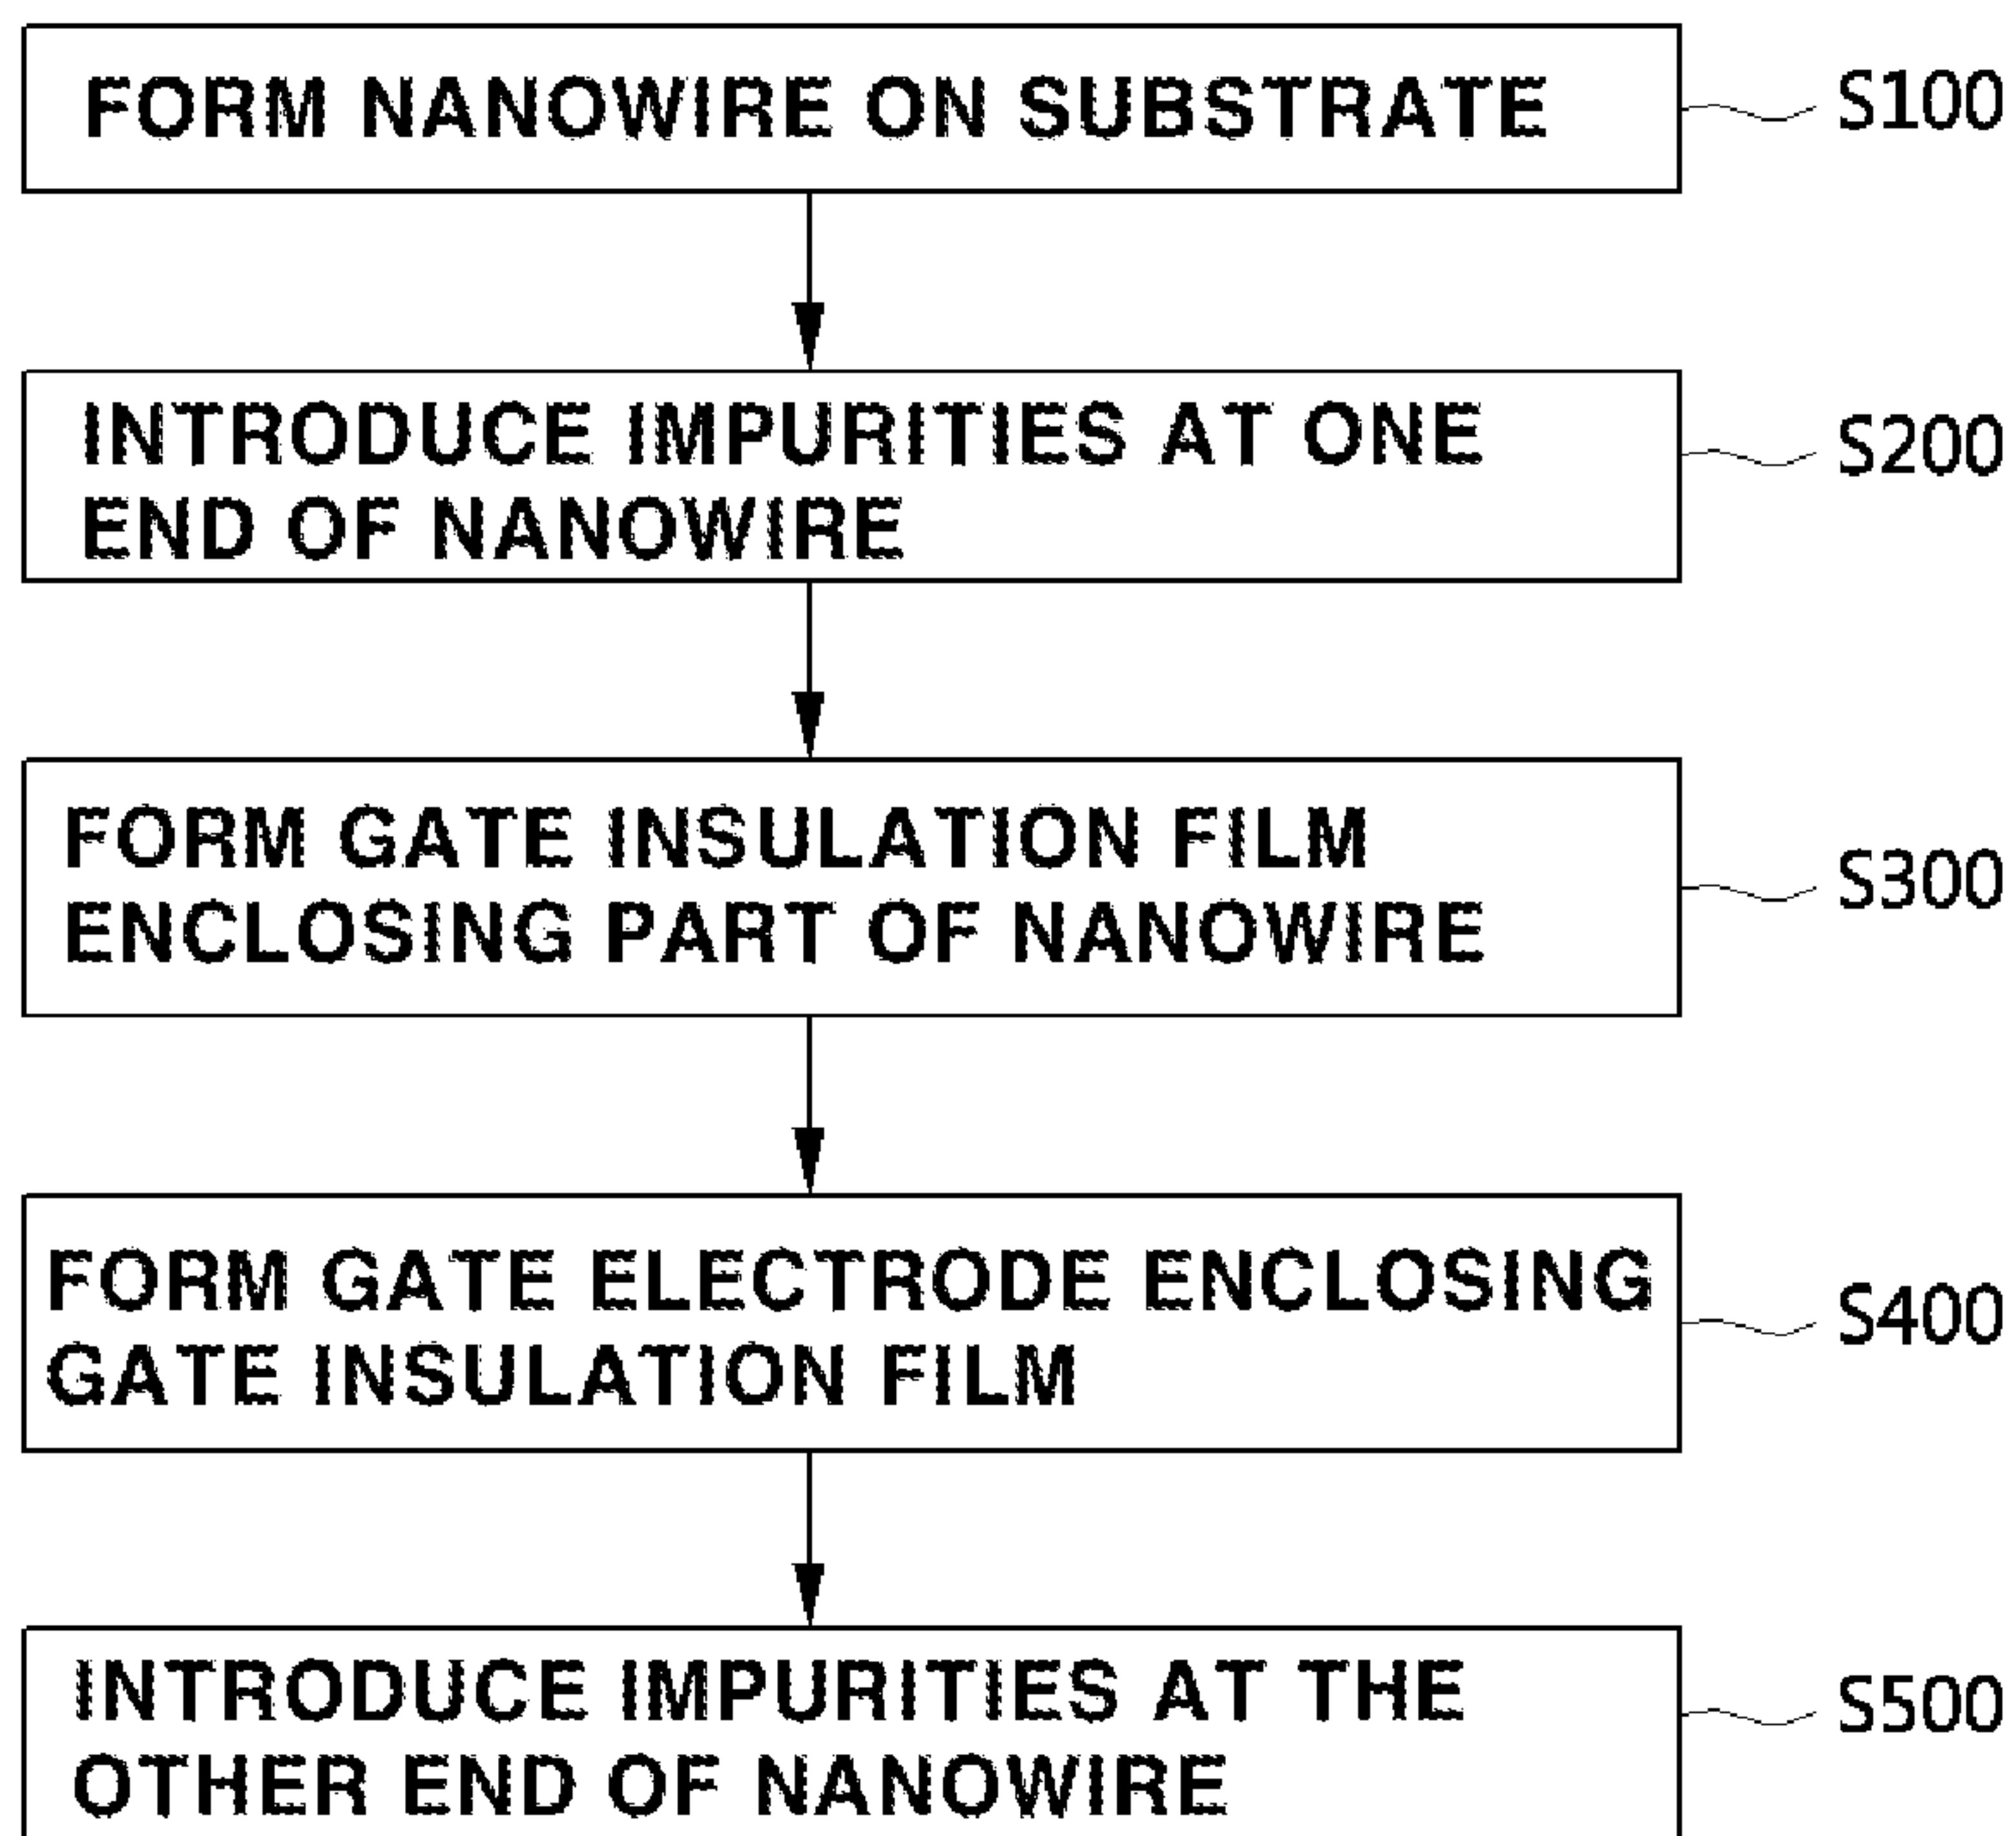 FORM NANOWIRE ON SUBSTRATE
S100
INTRODUCE IMPURITIES AT ONE
END OF NANOWIRE
S200
FORM GATE INSULATION FILM
ENCLOSING PART OF NANOWIRE
S300
FORM GATE ELECTRODE ENCLOSING
GATE INSULATION FILM
S400
INTRODUCE IMPURITIES AT THE
OTHER END OF NANOWIRE
S500